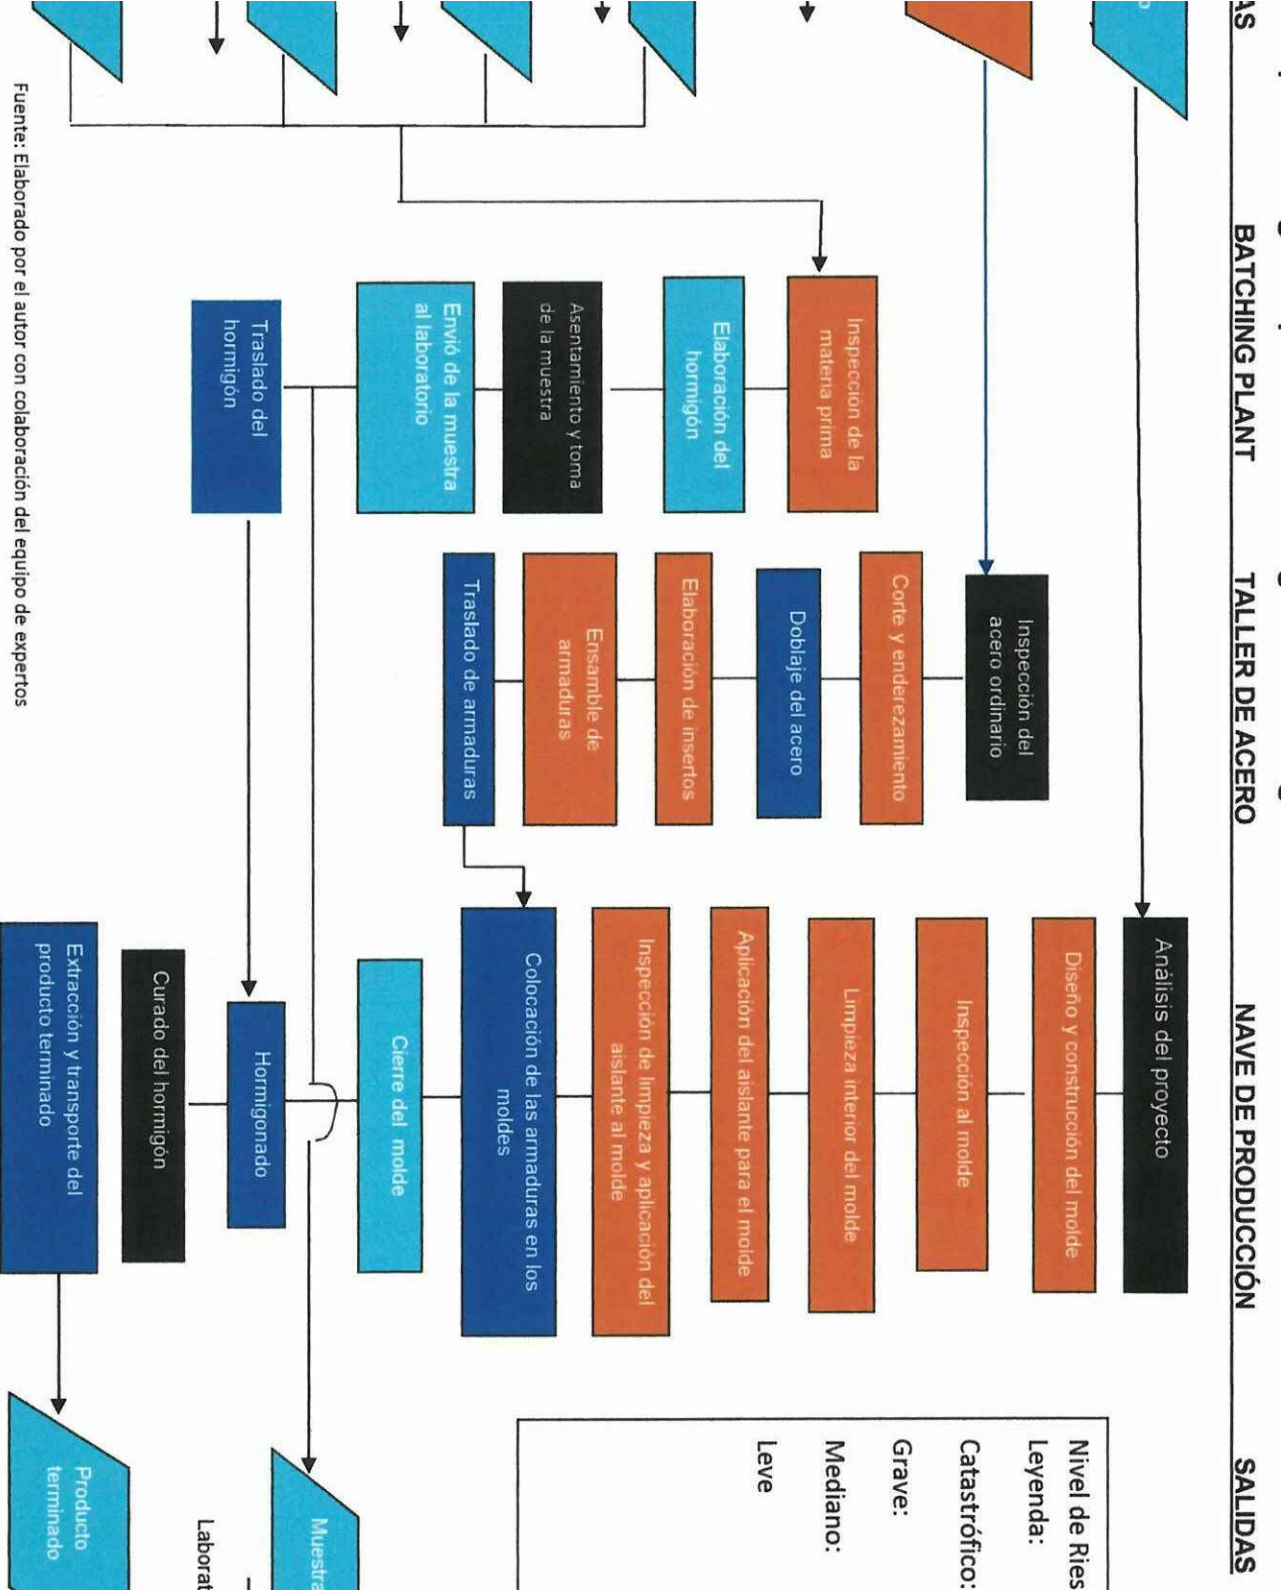 AS
BATCHING PLANT
TALLER DE ACERO
NAVE DE PRODUCCIÓN
SALIDAS
o
Inspección de la
materia prima
Elaboración del
hormigón
Asentamiento y toma
de la muestra
Envió de la muestra
al laboratorio
Traslado del
hormigón
Inspección del
acero ordinario
Corte y enderezamiento
Doblaje del acero
Elaboración de insertos
Ensamble de
armaduras
Traslado de armaduras
Análisis del proyecto
Diseño y construcción del molde
Inspección al molde
Limpieza interior del molde
Aplicación del aislante para el molde
Inspección de limpieza y aplicación del
aislante al molde
Colocación de las armaduras en los
moldes
Cierre del molde
Hormigonado
Curado del hormigón
Extracción y transporte del
producto terminado
Nivel de Ries
Leyenda:
Catastrófico:
Grave:
Mediano:
Leve
Muestra
Laborat
Producto
terminado
Fuente: Elaborado por el autor con colaboración del equipo de expertos